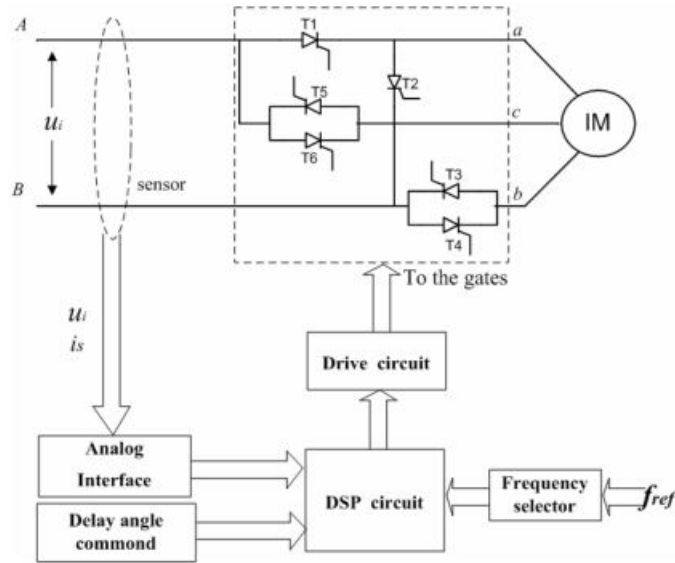 A
T1
a
T2
ui
T5
c
IM
T6
B
sensor
T3
b
T4
To the gates
ui
is
Drive circuit
Analog
Interface
DSP circuit
Frequency
selector
fref
Delay angle
commond